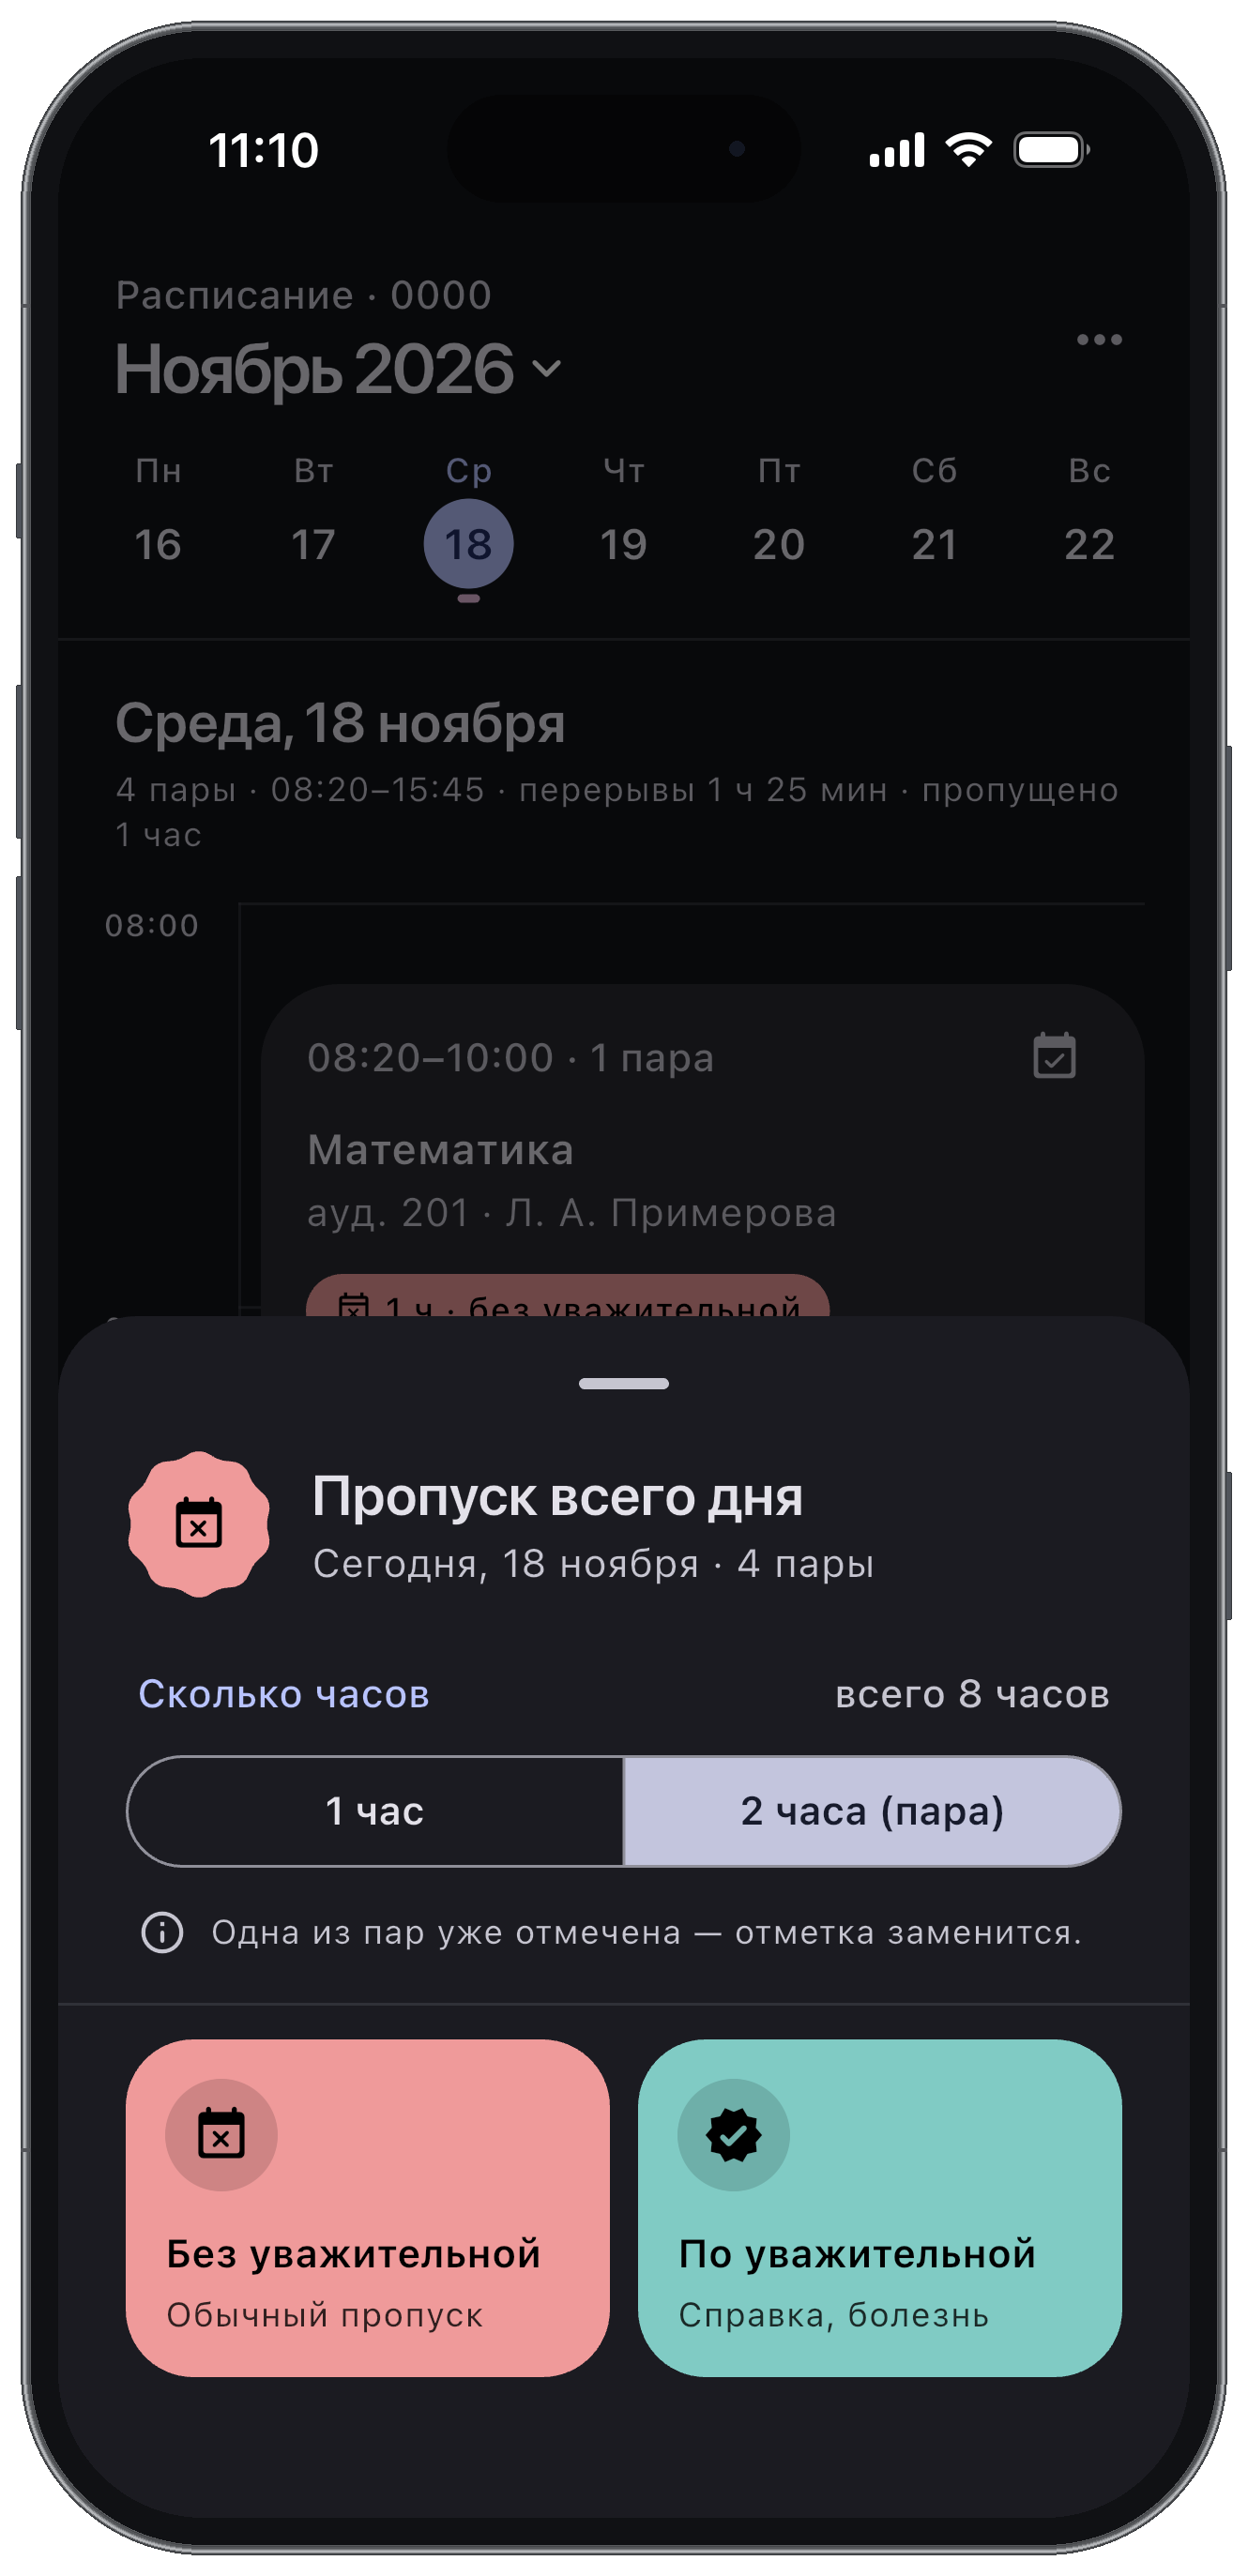 11:10
Расписание · 0000
Ноябрь 2026
Пн Вт Ср Чт Пт Сб Вс
16 17 18 19 20 21 22
Среда, 18 ноября
4 пары · 08:20–15:45 · перерывы 1 ч 25 мин · пропущено
1 час
08:00
08:20–10:00 · 1 пара
Математика
ауд. 201 · Л. А. Примерова
1 ч · без уважительной
Пропуск всего дня
Сегодня, 18 ноября · 4 пары
Сколько часов всего 8 часов
1 час 2 часа (пара)
Одна из пар уже отмечена — отметка заменится.
Без уважительной По уважительной
Обычный пропуск Справка, болезнь